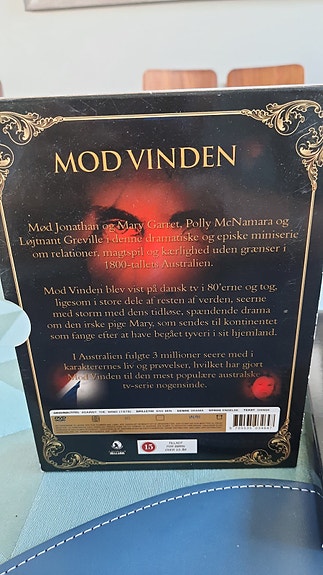 MOD VINDEN
Mød Jonathan og Mary Garret, Polly McNamara og
Løjtnant Greville i denne dramatiske og episke miniserie
om relationer, magtspil og kærlighed uden grænser i
1800-tallets Australien.
Mod Vinden blev vist på dansk tv i 80'erne og tog,
ligesom i store dele af resten af verden, seerne
med storm med dens tidløse, spændende drama
om den irske pige Mary, som sendes til kontinentet
som fange efter at have begået tyveri i sit hjemland.
I Australien fulgte 3 millioner seere med i
karakterernes liv og prøvelser, hvilket har gjort
Mod Vinden til den mest populære australske
tv-serie nogensinde.
DVD
15